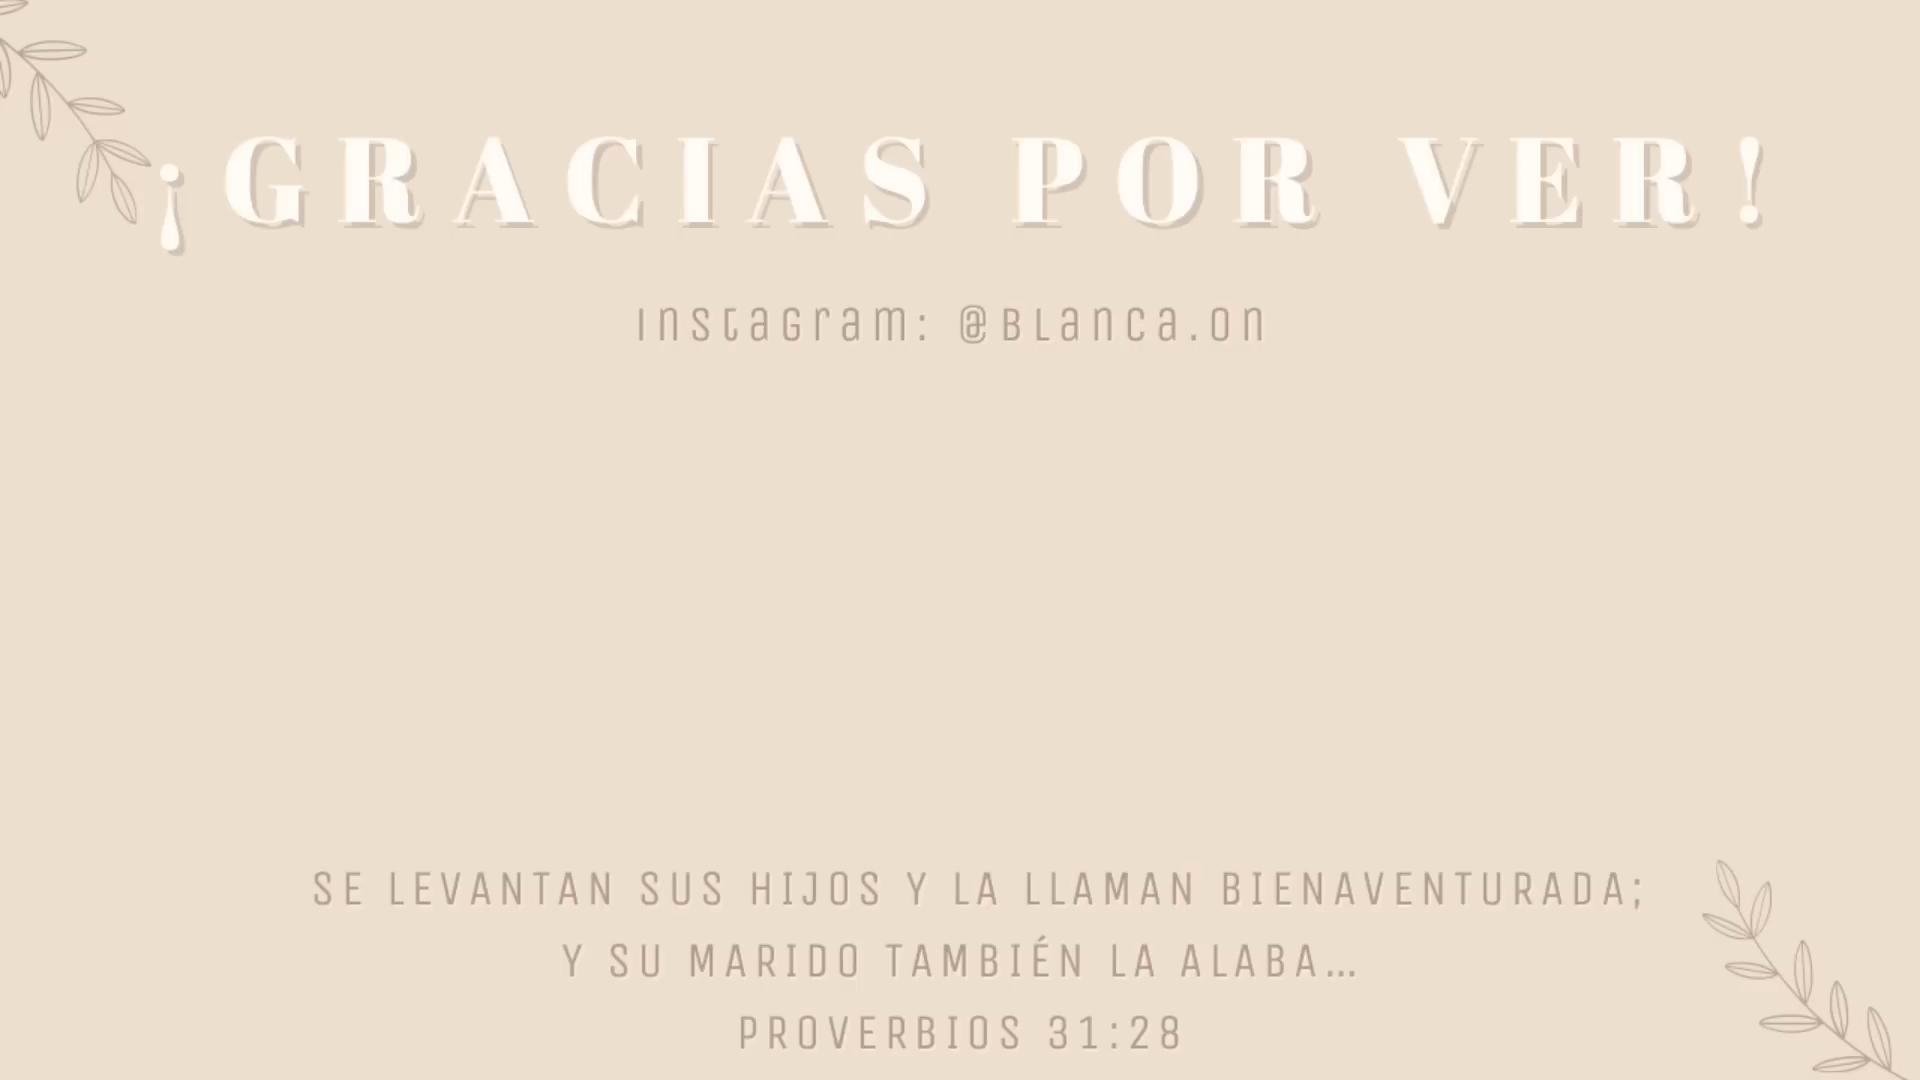 ¡GRACIAS POR VER!
Instagram: @Blanca.on
SE LEVANTAN SUS HIJOS Y LA LLAMAN BIENAVENTURADA;
Y SU MARIDO TAMBIÉN LA ALABA...
PROVERBIOS 31:28